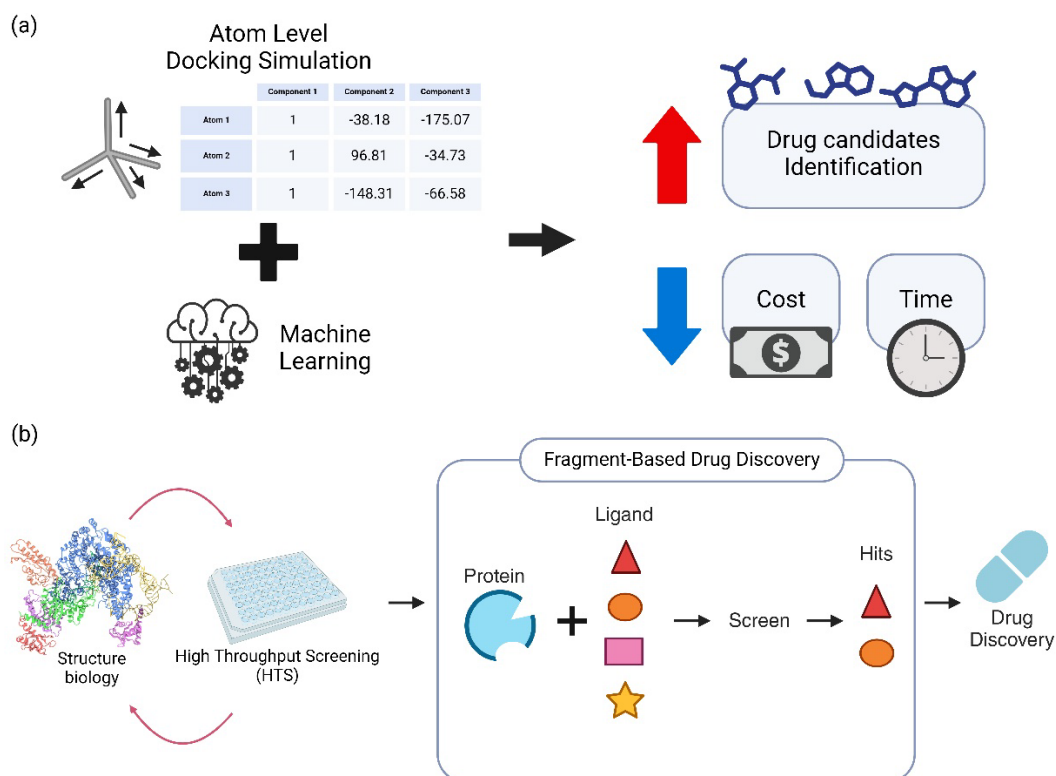 (a)
Atom Level
Docking Simulation
Component 1 Component 2 Component 3
Atom 1 1 -38.18 -175.07
Atom 2 1 96.81 -34.73
Atom 3 1 -148.31 -66.58
Machine
Learning
Drug candidates
Identification
Cost
Time
$
(b)
Structure
biology
High Throughput Screening
(HTS)
Fragment-Based Drug Discovery
Protein
Ligand
Screen
Hits
Drug
Discovery